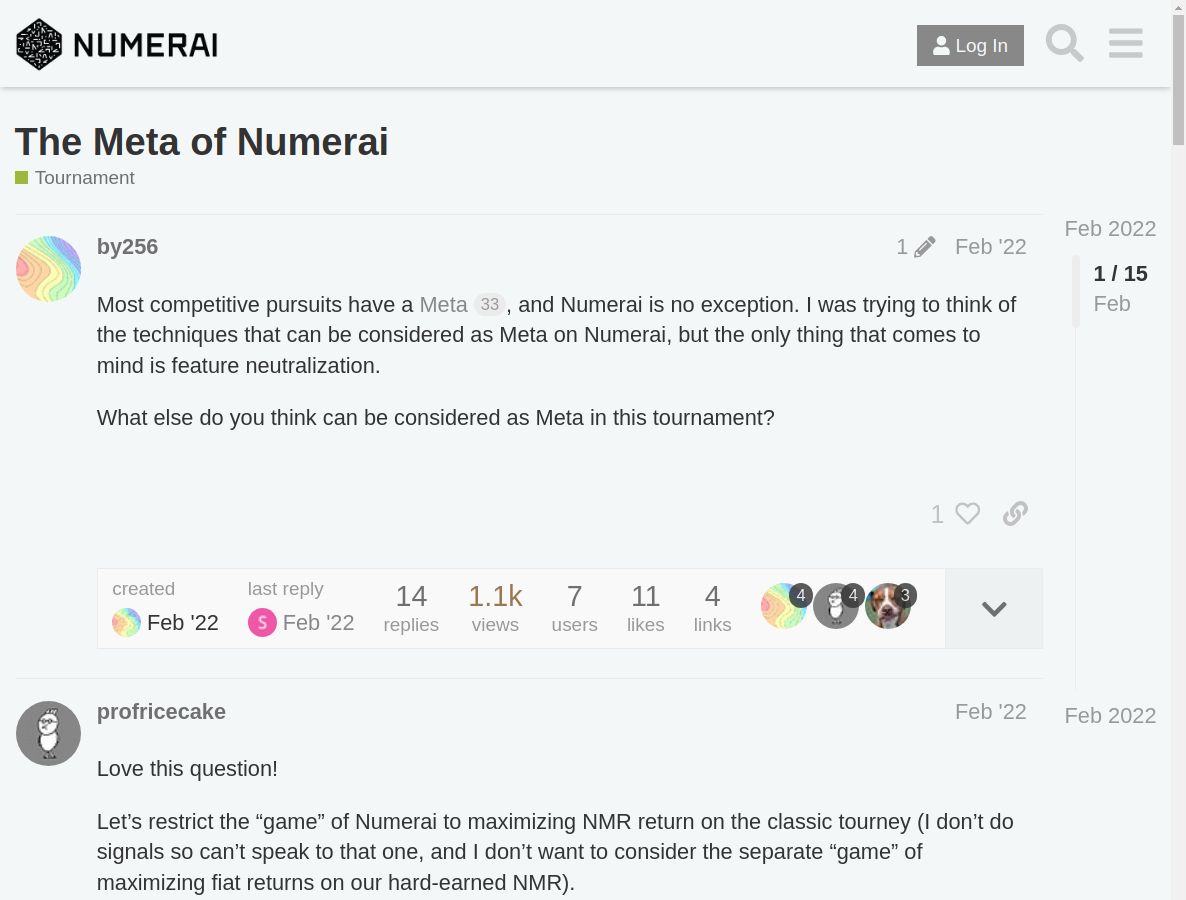 NUMERAI
Log In
The Meta of Numerai
Tournament
by256
1
Feb '22
Most competitive pursuits have a Meta 33, and Numerai is no exception. I was trying to think of
the techniques that can be considered as Meta on Numerai, but the only thing that comes to
mind is feature neutralization.
What else do you think can be considered as Meta in this tournament?
1
created
Feb '22
last reply
S Feb '22
14
replies
1.1k
views
7
users
11
likes
4
links
4
4
3
Feb 2022
1 / 15
Feb
Feb 2022
profricecake
Feb '22
Love this question!
Let’s restrict the “game” of Numerai to maximizing NMR return on the classic tourney (I don’t do
signals so can’t speak to that one, and I don’t want to consider the separate “game” of
maximizing fiat returns on our hard-earned NMR).